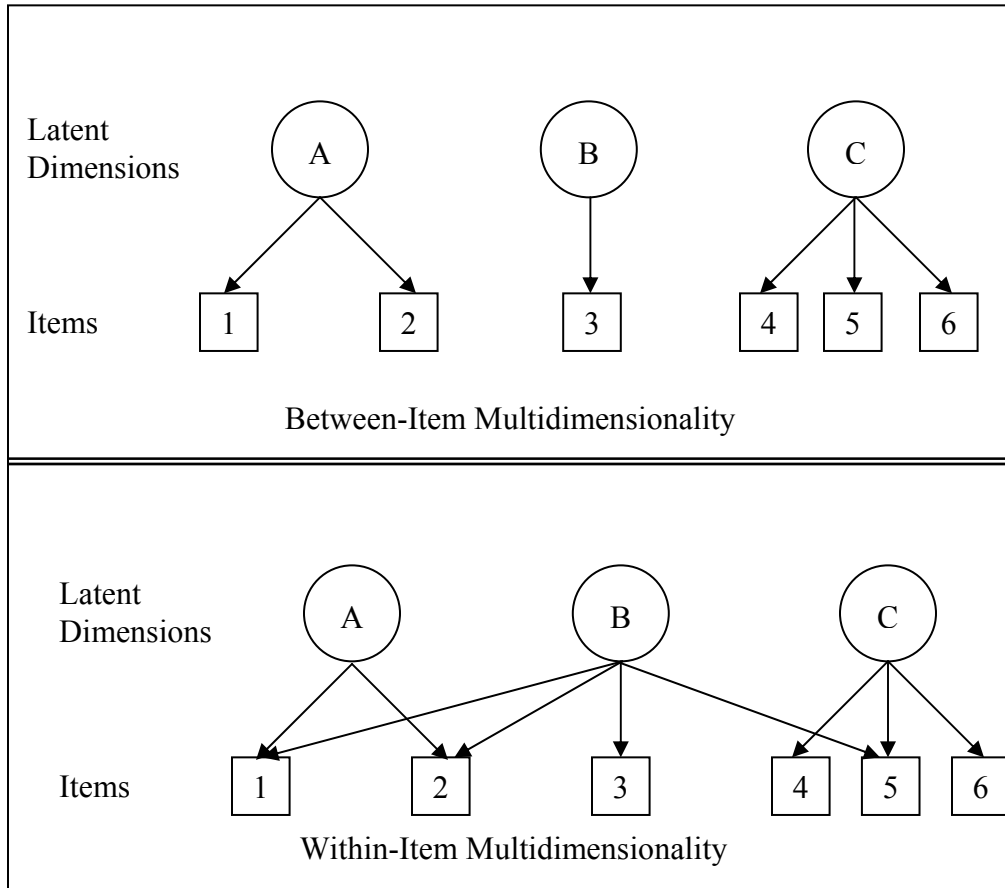 Latent
Dimensions
A
B
C
Items
1
2
3
4
5
6
Between-Item Multidimensionality
Latent
Dimensions
A
B
C
Items
1
2
3
4
5
6
Within-Item Multidimensionality